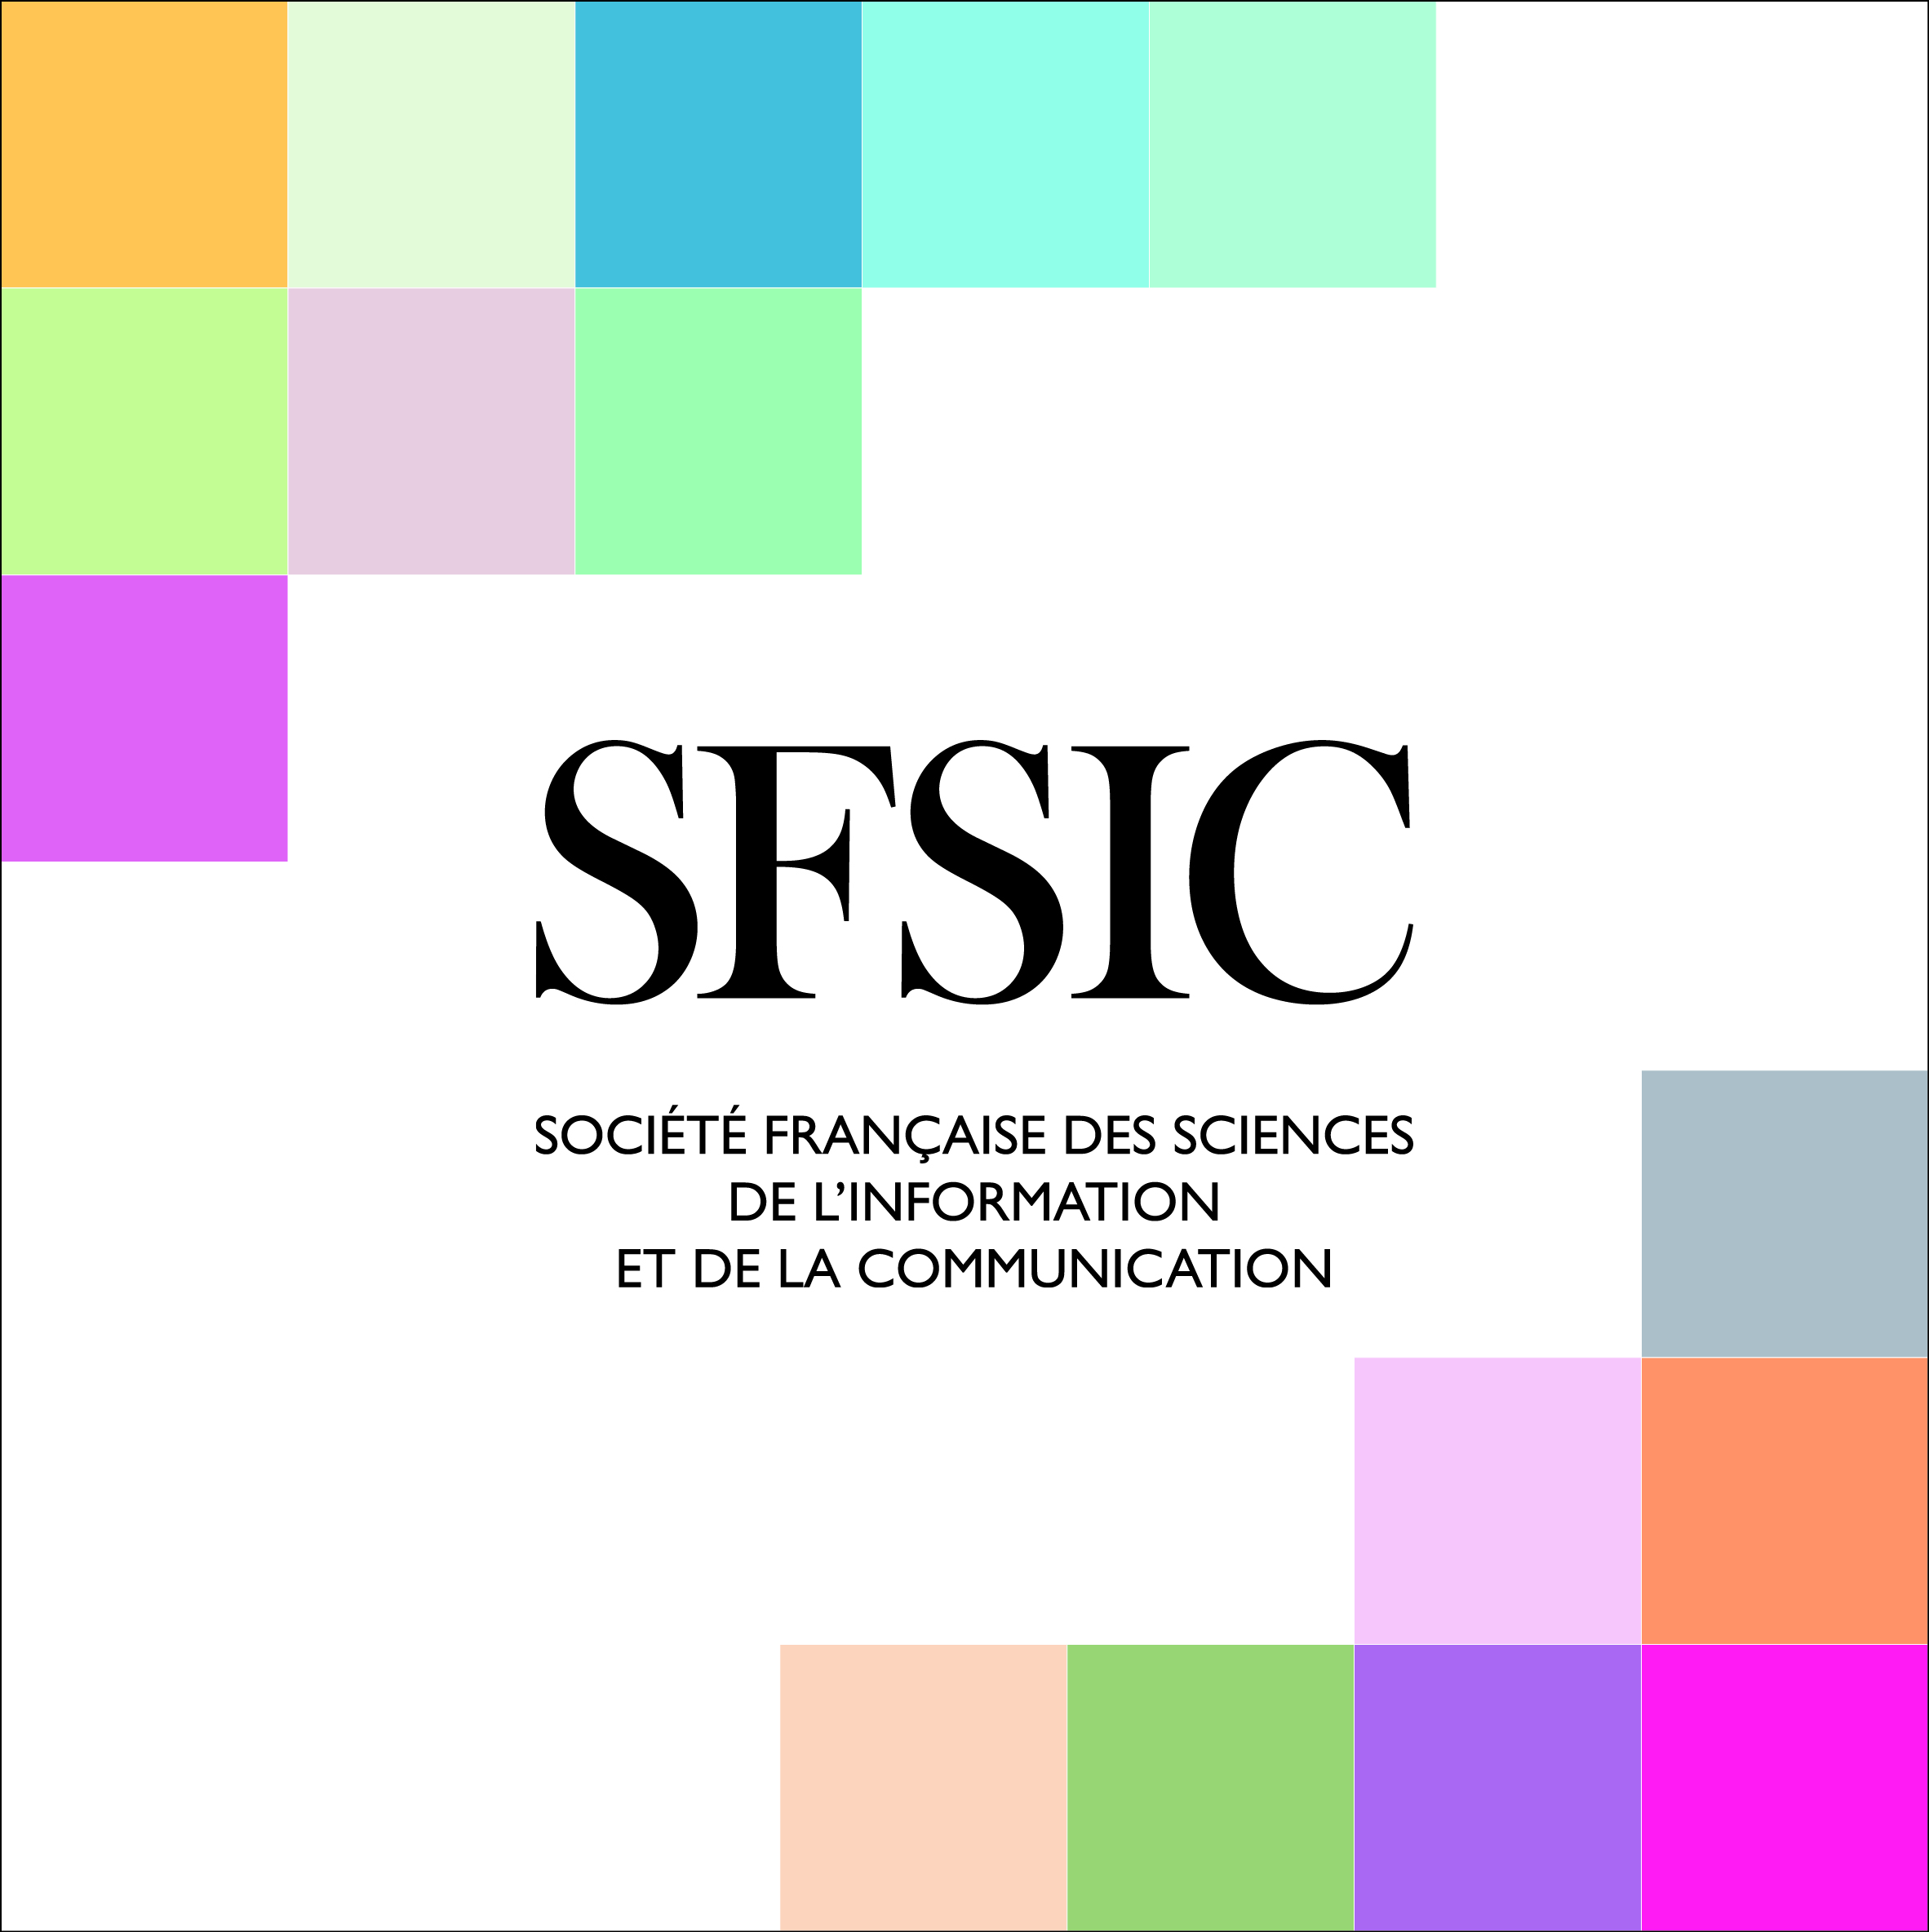 SFSIC
SOCIÉTÉ FRANÇAISE DES SCIENCES
DE L'INFORMATION
ET DE LA COMMUNICATION